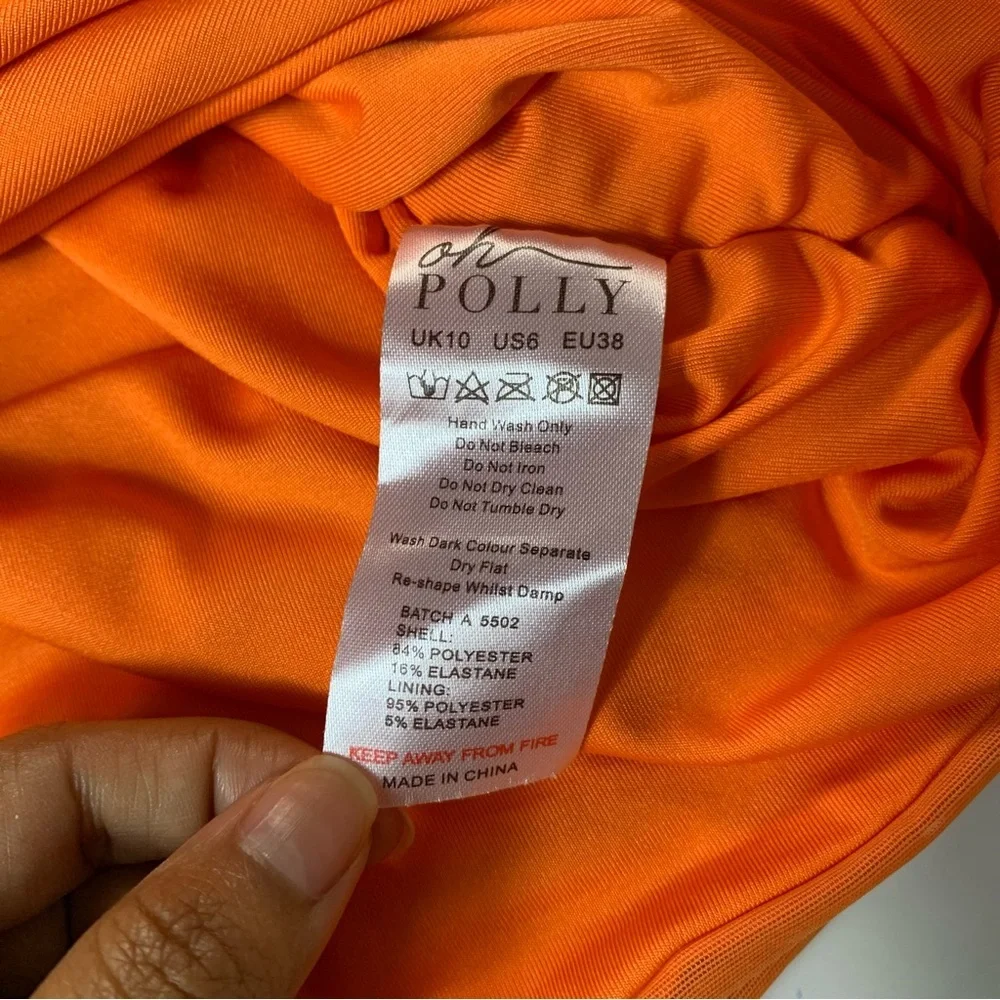 oh
POLLY
UK10 US6 EU38
Hand Wash Only
Do Not Bleach
Do Not Iron
Do Not Dry Clean
Do Not Tumble Dry
Wash Dark Colour Separate
Dry Flat
Re-shape Whilst Damp
BATCH A 5502
SHELL:
84% POLYESTER
16% ELASTANE
LINING:
95% POLYESTER
5% ELASTANE
KEEP AWAY FROM FIRE
MADE IN CHINA